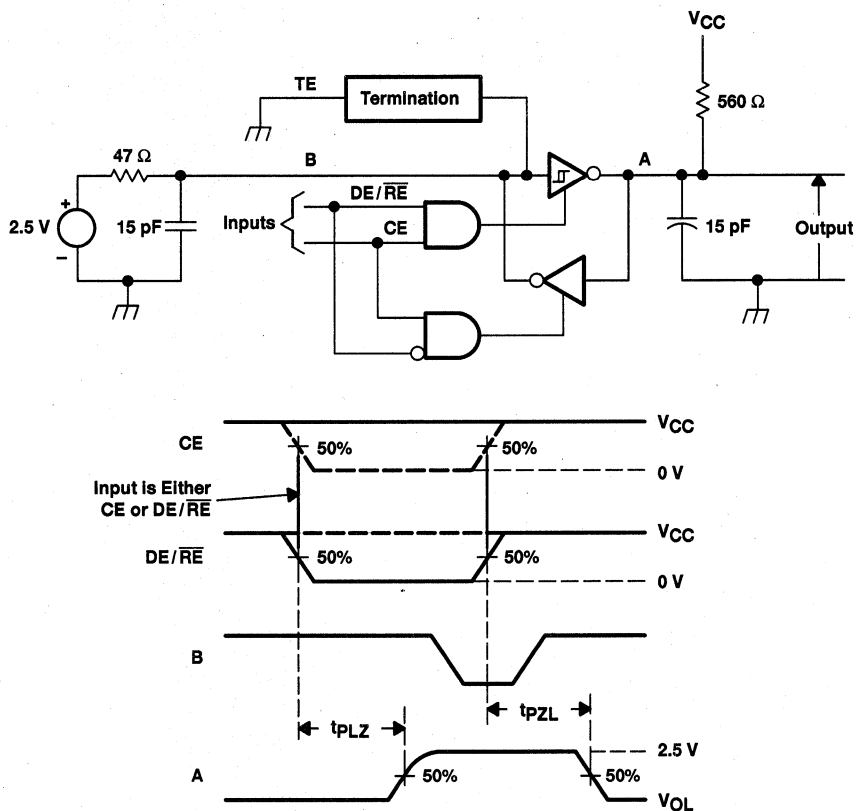 VCC
TE
Termination
560 Ω
47 Ω
B
A
DE/RE
+
2.5 V
–
15 pF
Inputs
CE
15 pF
Output
CE
50%
50%
VCC
0 V
Input is Either
CE or DE/RE
DE/RE
50%
50%
VCC
0 V
B
tPLZ
tPZL
A
50%
50%
2.5 V
VOL